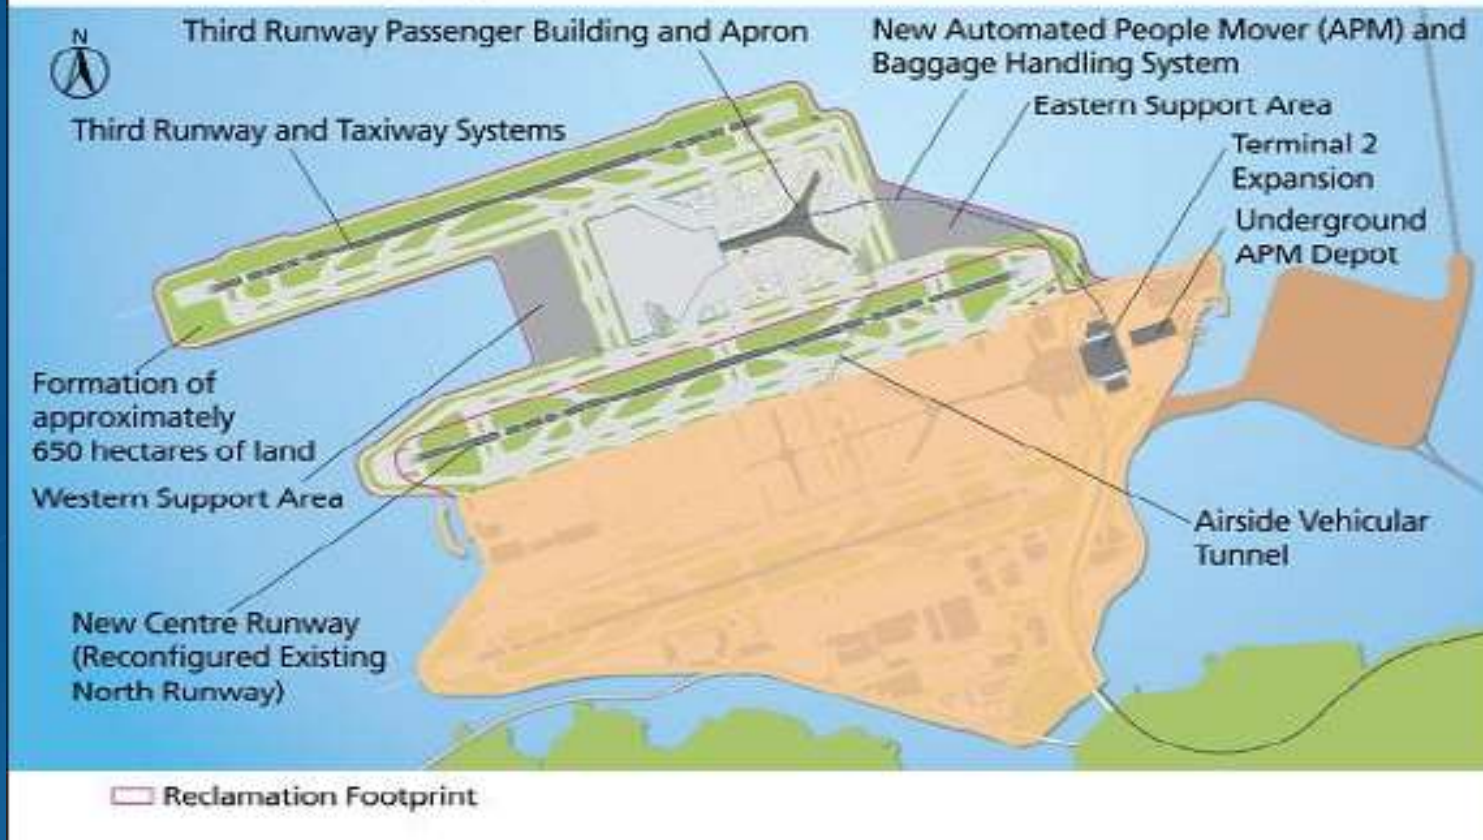 N
Third Runway Passenger Building and Apron
New Automated People Mover (APM) and
Baggage Handling System
Eastern Support Area
Third Runway and Taxiway Systems
Terminal 2
Expansion
Underground
APM Depot
Formation of
approximately
650 hectares of land
Western Support Area
Airside Vehicular
Tunnel
New Centre Runway
(Reconfigured Existing
North Runway)
Reclamation Footprint